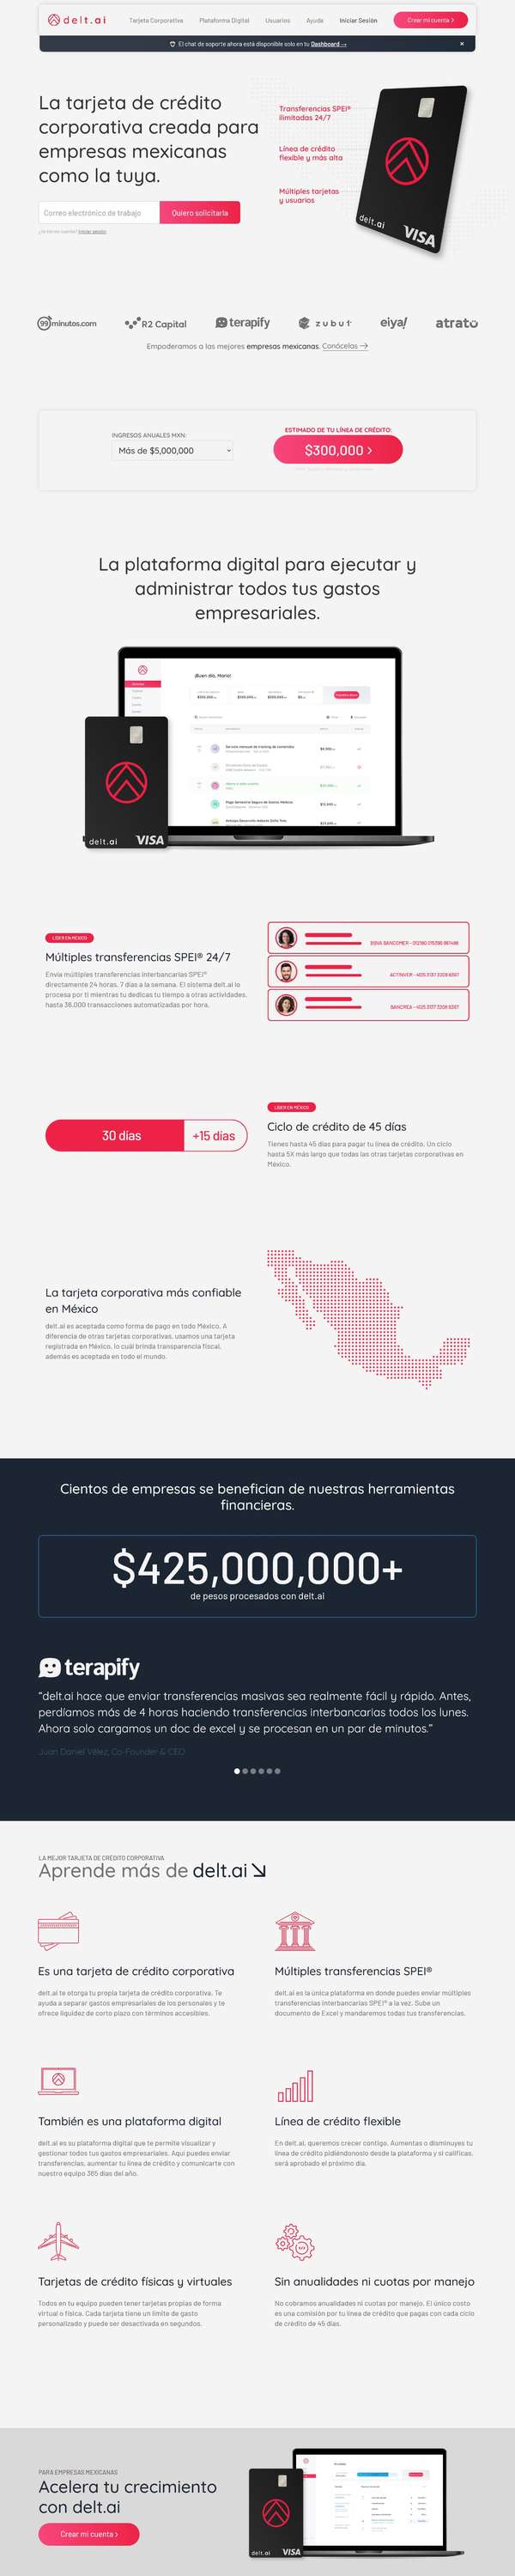 delt.ai
Tarjeta Corporativa Plataforma Digital Usuarios Ayuda Iniciar Sesión Crear mi cuenta >
El chat de soporte ahora está disponible solo en tu Dashboard → ×
La tarjeta de crédito
corporativa creada para
empresas mexicanas
como la tuya.
Correo electrónico de trabajo Quiero solicitarla
¿Ya tienes cuenta? Iniciar sesión
Transferencias SPEI®
ilimitadas 24/7
Línea de crédito
flexible y más alta
Múltiples tarjetas
y usuarios
delt.ai
VISA
99minutos.com R2 Capital terapify zubut eiya! atrato
Empoderamos a las mejores empresas mexicanas. Conócelas →
INGRESOS ANUALES MXN:
Más de $5,000,000
ESTIMADO DE TU LÍNEA DE CRÉDITO:
$300,000 >
La plataforma digital para ejecutar y
administrar todos tus gastos
empresariales.
¡Buen día, Mario!
delt.ai VISA
LÍDER EN MÉXICO
Múltiples transferencias SPEI® 24/7
Envía múltiples transferencias interbancarias SPEI®
directamente 24 horas, 7 días a la semana. El sistema delt.ai lo
procesa por ti mientras tu dedicas tu tiempo a otras actividades,
hasta 36,000 transacciones automatizadas por hora.
LÍDER EN MÉXICO
30 días +15 días
Ciclo de crédito de 45 días
Tienes hasta 45 días para pagar tu línea de crédito. Un ciclo
hasta 5X más largo que todas las otras tarjetas corporativas en
México.
La tarjeta corporativa más confiable
en México
delt.ai es aceptada como forma de pago en todo México. A
diferencia de otras tarjetas corporativas, usamos una tarjeta
registrada en México, lo cuál brinda transparencia fiscal,
además es aceptada en todo el mundo.
Cientos de empresas se benefician de nuestras herramientas
financieras.
$425,000,000+
de pesos procesados con delt.ai
terapify
“delt.ai hace que enviar transferencias masivas sea realmente fácil y rápido. Antes,
perdíamos más de 4 horas haciendo transferencias interbancarias todos los lunes.
Ahora solo cargamos un doc de excel y se procesan en un par de minutos.”
Juan Daniel Vélez, Co-Founder & CEO
LA MEJOR TARJETA DE CRÉDITO CORPORATIVA
Aprende más de delt.ai
Es una tarjeta de crédito corporativa
delt.ai te otorga tu propia tarjeta de crédito corporativa. Te
ayuda a separar gastos empresariales de los personales y te
ofrece liquidez de corto plazo con términos accesibles.
Múltiples transferencias SPEI®
delt.ai es la única plataforma en donde puedes enviar múltiples
transferencias interbancarias SPEI® a la vez. Sube un
documento de Excel y mandaremos todas tus transferencias.
También es una plataforma digital
delt.ai es su plataforma digital que te permite visualizar y
gestionar todos tus gastos empresariales. Aquí puedes enviar
transferencias, aumentar tu línea de crédito y comunicarte con
nuestro equipo 365 días del año.
Línea de crédito flexible
En delt.ai, queremos crecer contigo. Aumentas o disminuyes tu
línea de crédito pidiéndonoslo desde la plataforma y si calificas,
será aprobado el próximo día.
Tarjetas de crédito físicas y virtuales
Todos en tu equipo pueden tener tarjetas propias de forma
virtual o física. Cada tarjeta tiene un límite de gasto
personalizado y puede ser desactivada en segundos.
Sin anualidades ni cuotas por manejo
No cobramos anualidades ni cuotas por manejo. El único costo
es una comisión por tu línea de crédito que pagas con cada ciclo
de crédito de 45 días.
PARA EMPRESAS MEXICANAS
Acelera tu crecimiento
con delt.ai
Crear mi cuenta >
delt.ai VISA